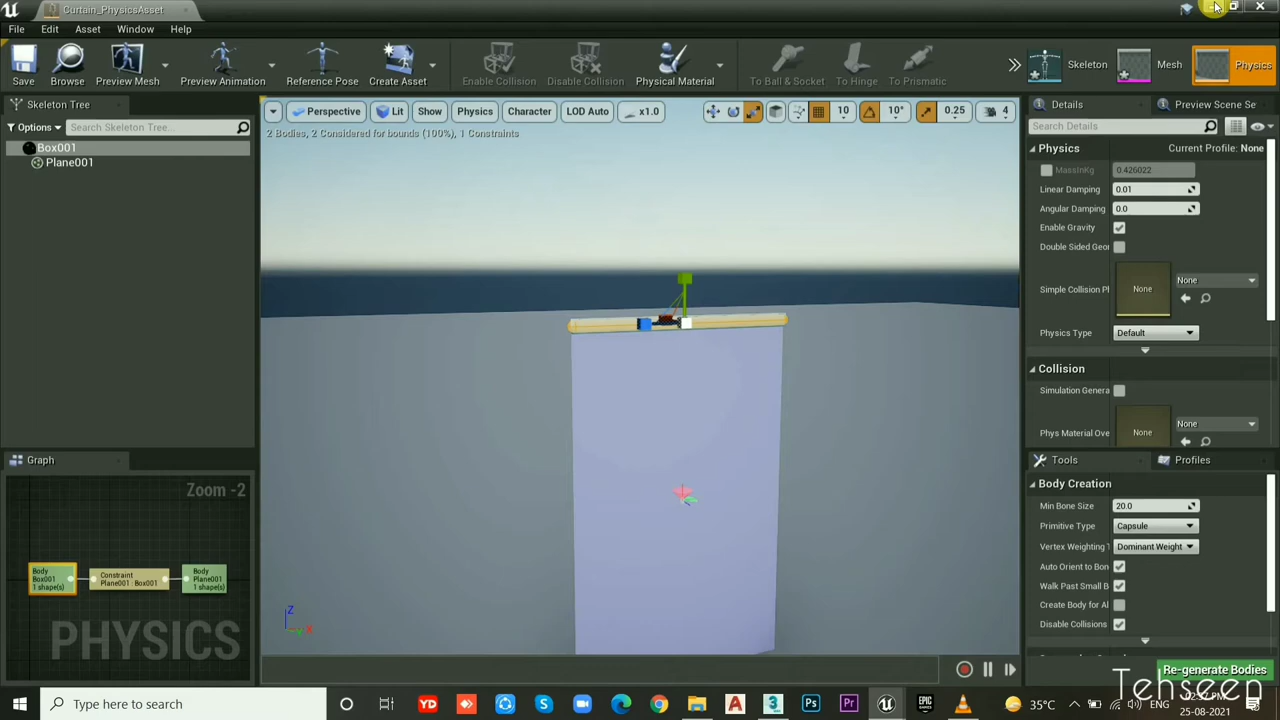 Curtain_PhysicsAsset
File Edit Asset Window Help
Save Browse Preview Mesh Preview Animation Reference Pose Create Asset Enable Collision Disable Collision Physical Material To Ball & Socket To Hinge To Prismatic Skeleton Mesh Physics
Skeleton Tree
Options Search Skeleton Tree...
Box001
Plane001
Perspective Lit Show Physics Character LOD Auto x1.0 10 10° 0.25 4
2 Bodies, 2 Considered for bounds (100%), 1 Constraints
Details Preview Scene Se
Search Details
Physics Current Profile: None
MassInKg 0.426022
Linear Damping 0.01
Angular Damping 0.0
Enable Gravity
Double Sided Geor
Simple Collision Pl None None
Physics Type Default
Collision
Simulation Genera
Phys Material Ove None None
Graph
Zoom -2
Body
Box001
1 shape(s)
Constraint
Plane001 : Box001
Body
Plane001
1 shape(s)
PHYSICS
Z
X
Tools Profiles
Body Creation
Min Bone Size 20.0
Primitive Type Capsule
Vertex Weighting Dominant Weight
Auto Orient to Bon
Walk Past Small B
Create Body for Al
Disable Collisions
Re-generate Bodies
Tehseen
Type here to search
YD S Ps Pr EPIC GAMES 35°C ENG
25-08-2021